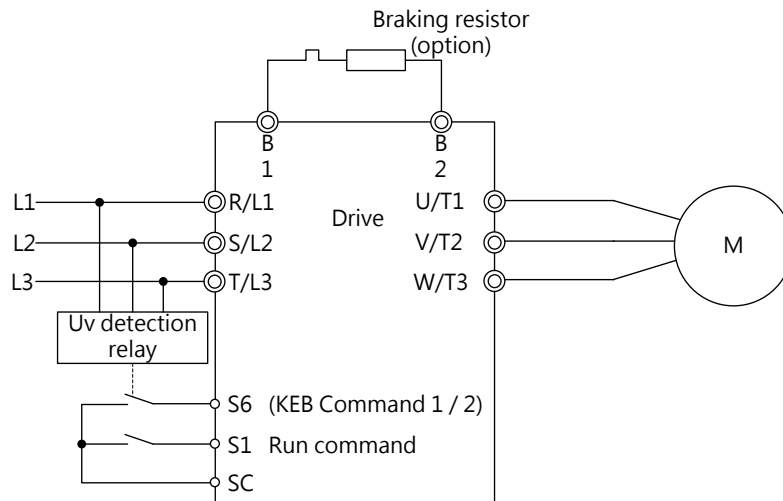 Braking resistor
(option)
B
1
B
2
L1
R/L1
Drive
U/T1
L2
S/L2
V/T2
M
L3
T/L3
W/T3
Uv detection
relay
S6 (KEB Command 1 / 2)
S1 Run command
SC